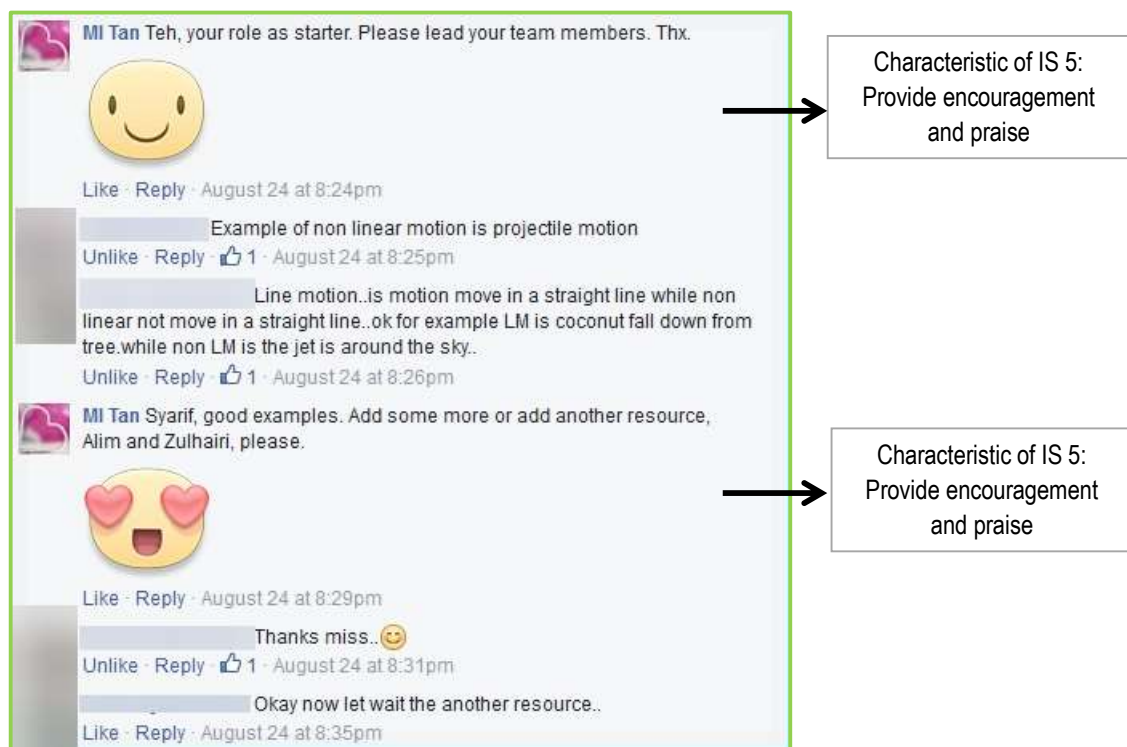 MI Tan Teh, your role as starter. Please lead your team members. Thx.
Like · Reply · August 24 at 8:24pm
Example of non linear motion is projectile motion
Unlike · Reply · 1 · August 24 at 8:25pm
Line motion..is motion move in a straight line while non
linear not move in a straight line..ok for example LM is coconut fall down from
tree.while non LM is the jet is around the sky..
Unlike · Reply · 1 · August 24 at 8:26pm
MI Tan Syarif, good examples. Add some more or add another resource,
Alim and Zulhairi, please.
Like · Reply · August 24 at 8:29pm
Thanks miss..
Unlike · Reply · 1 · August 24 at 8:31pm
Okay now let wait the another resource..
Like · Reply · August 24 at 8:35pm
Characteristic of IS 5:
Provide encouragement
and praise
Characteristic of IS 5:
Provide encouragement
and praise